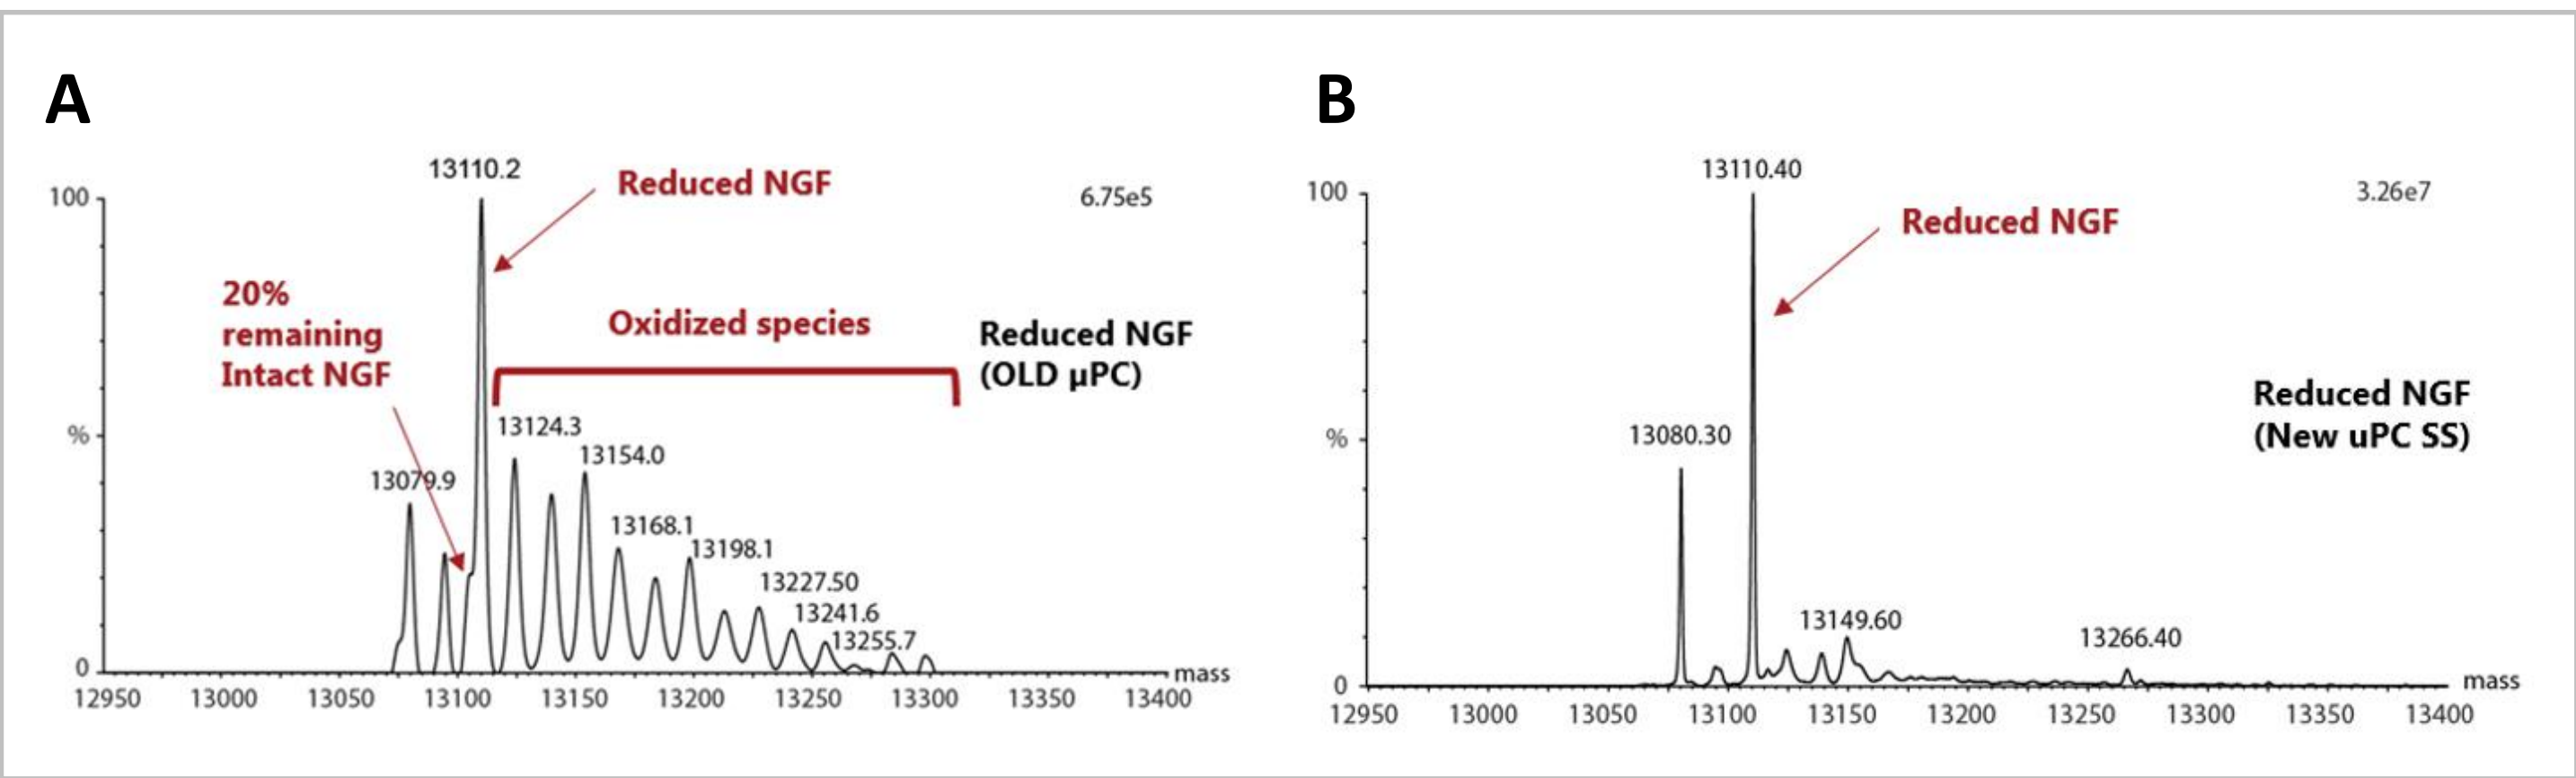 A
13110.2
100
Reduced NGF
6.75e5
20%
remaining
Intact NGF
Oxidized species
Reduced NGF
(OLD µPC)
13124.3
%
13154.0
13079.9
13168.1
13198.1
13227.50
13241.6
13255.7
0
mass
12950 13000 13050 13100 13150 13200 13250 13300 13350 13400
B
13110.40
100
3.26e7
Reduced NGF
Reduced NGF
(New uPC SS)
13080.30
%
13149.60
13266.40
0
mass
12950 13000 13050 13100 13150 13200 13250 13300 13350 13400